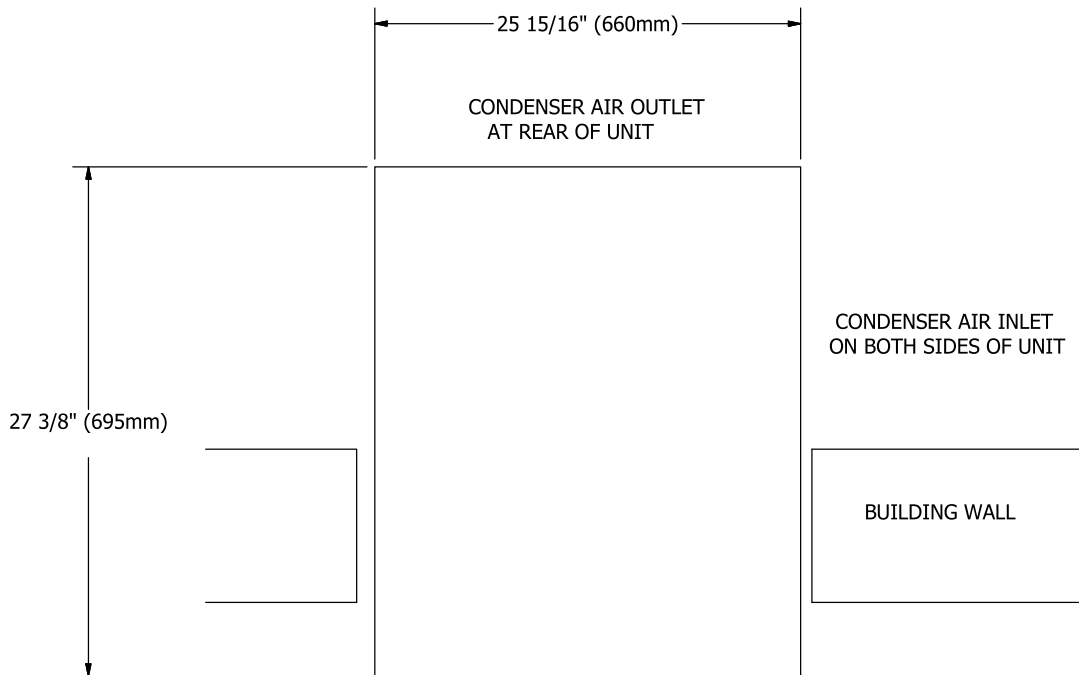 25 15/16" (660mm)
CONDENSER AIR OUTLET
AT REAR OF UNIT
CONDENSER AIR INLET
ON BOTH SIDES OF UNIT
27 3/8" (695mm)
BUILDING WALL